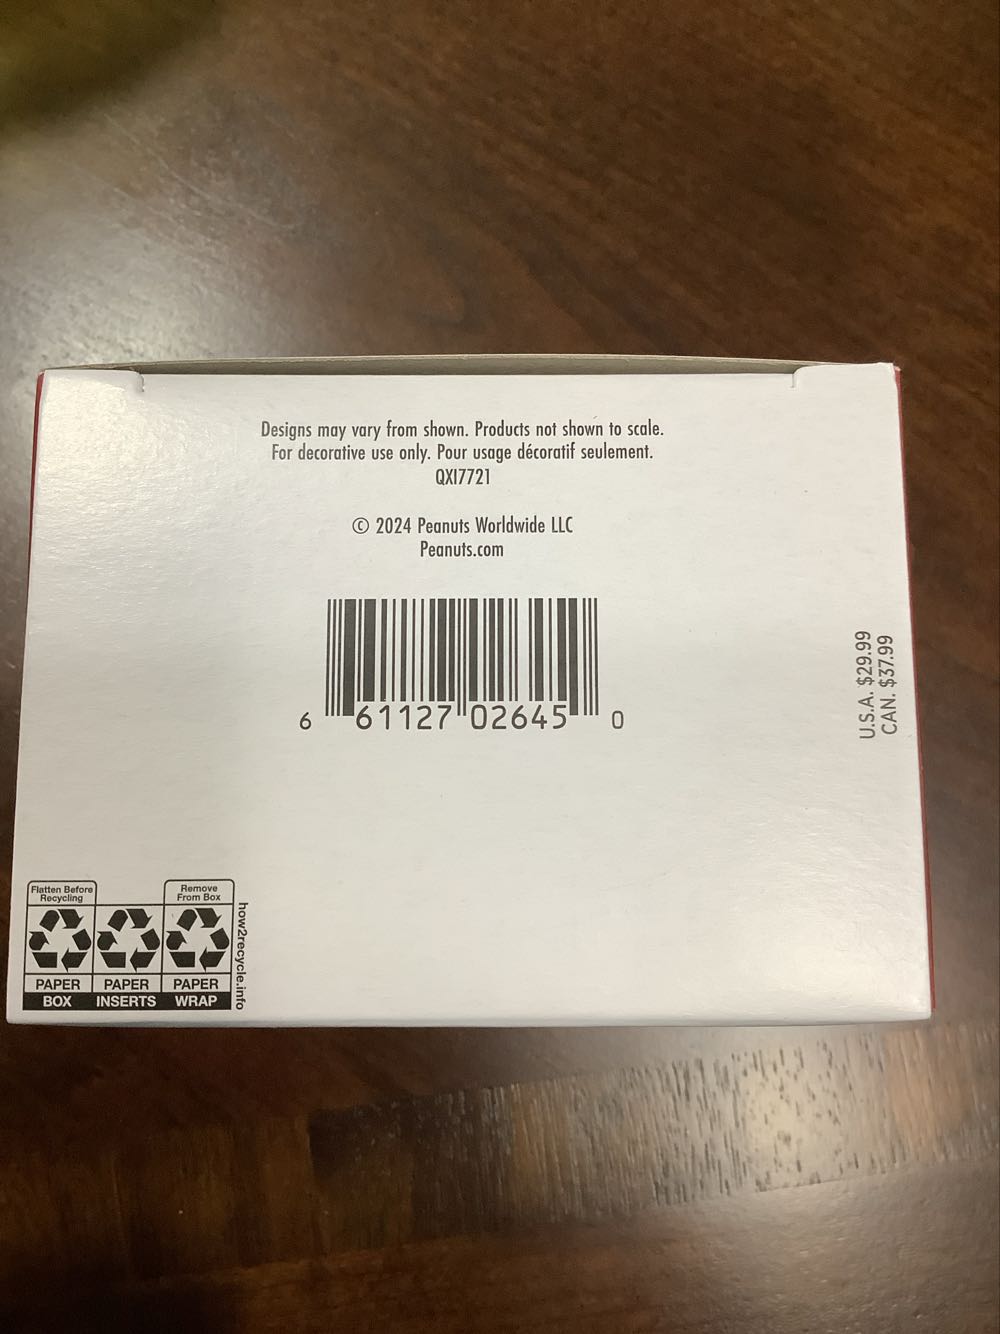 Designs may vary from shown. Products not shown to scale.
For decorative use only. Pour usage décoratif seulement.
QXI7721
© 2024 Peanuts Worldwide LLC
Peanuts.com
6 61127 02645 0
U.S.A. $29.99
CAN. $37.99
Flatten Before
Recycling
PAPER
BOX
PAPER
INSERTS
Remove
From Box
PAPER
WRAP
how2recycle.info